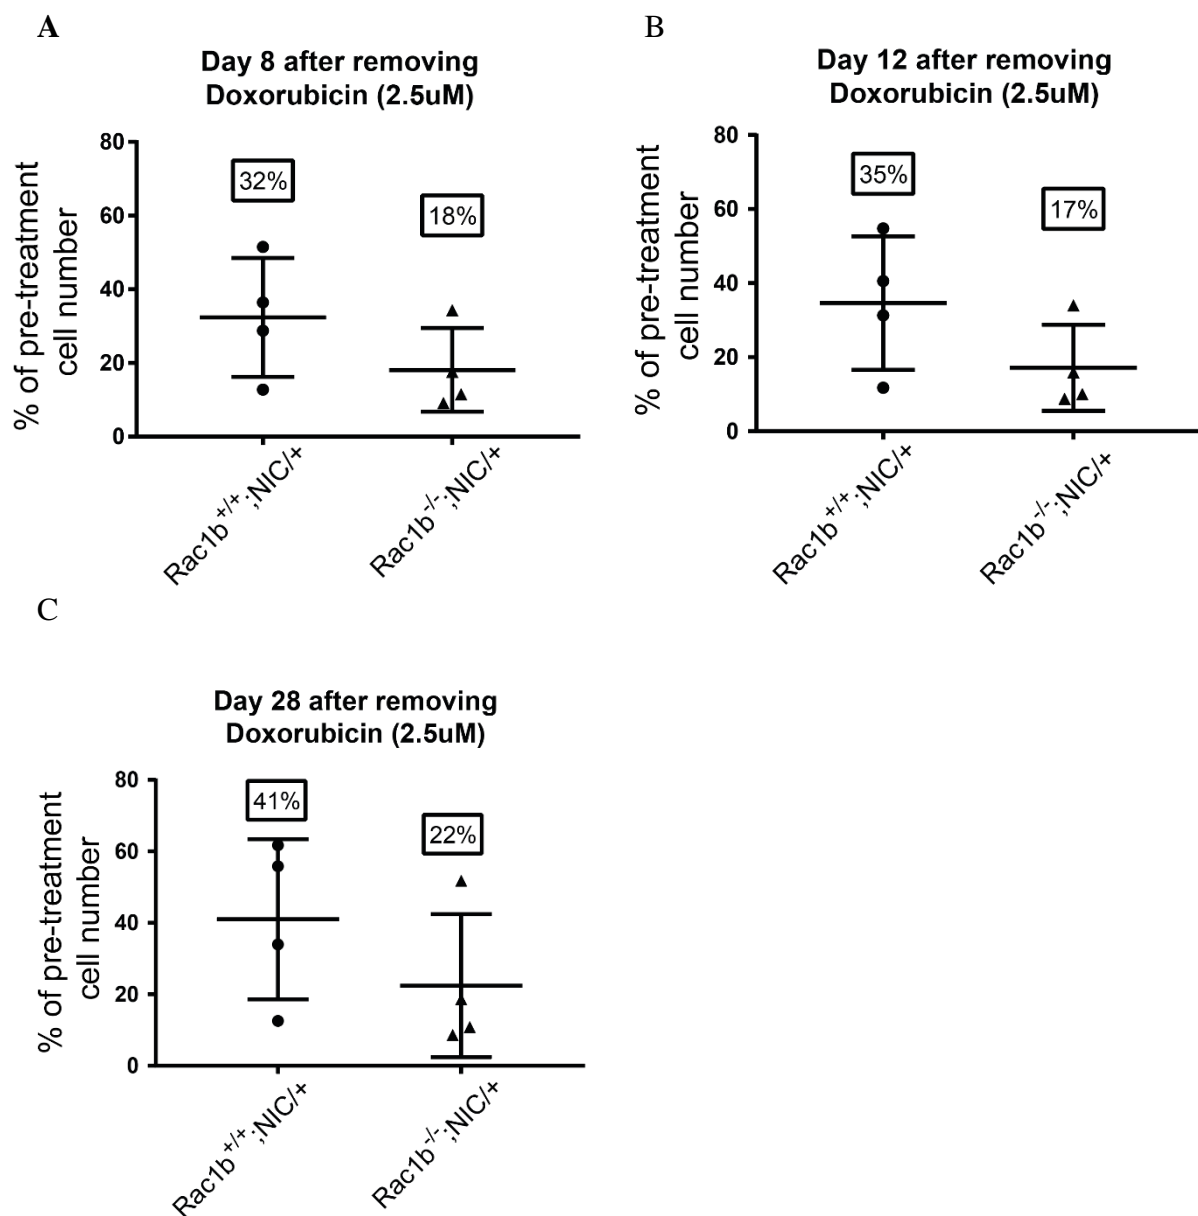 A
Day 8 after removing
Doxorubicin (2.5uM)
% of pre-treatment
cell number
80
60
40
20
0
32%
18%
Rac1b+/+;NIC/+
Rac1b-/-;NIC/+
B
Day 12 after removing
Doxorubicin (2.5uM)
% of pre-treatment
cell number
80
60
40
20
0
35%
17%
Rac1b+/+;NIC/+
Rac1b-/-;NIC/+
C
Day 28 after removing
Doxorubicin (2.5uM)
% of pre-treatment
cell number
80
60
40
20
0
41%
22%
Rac1b+/+;NIC/+
Rac1b-/-;NIC/+